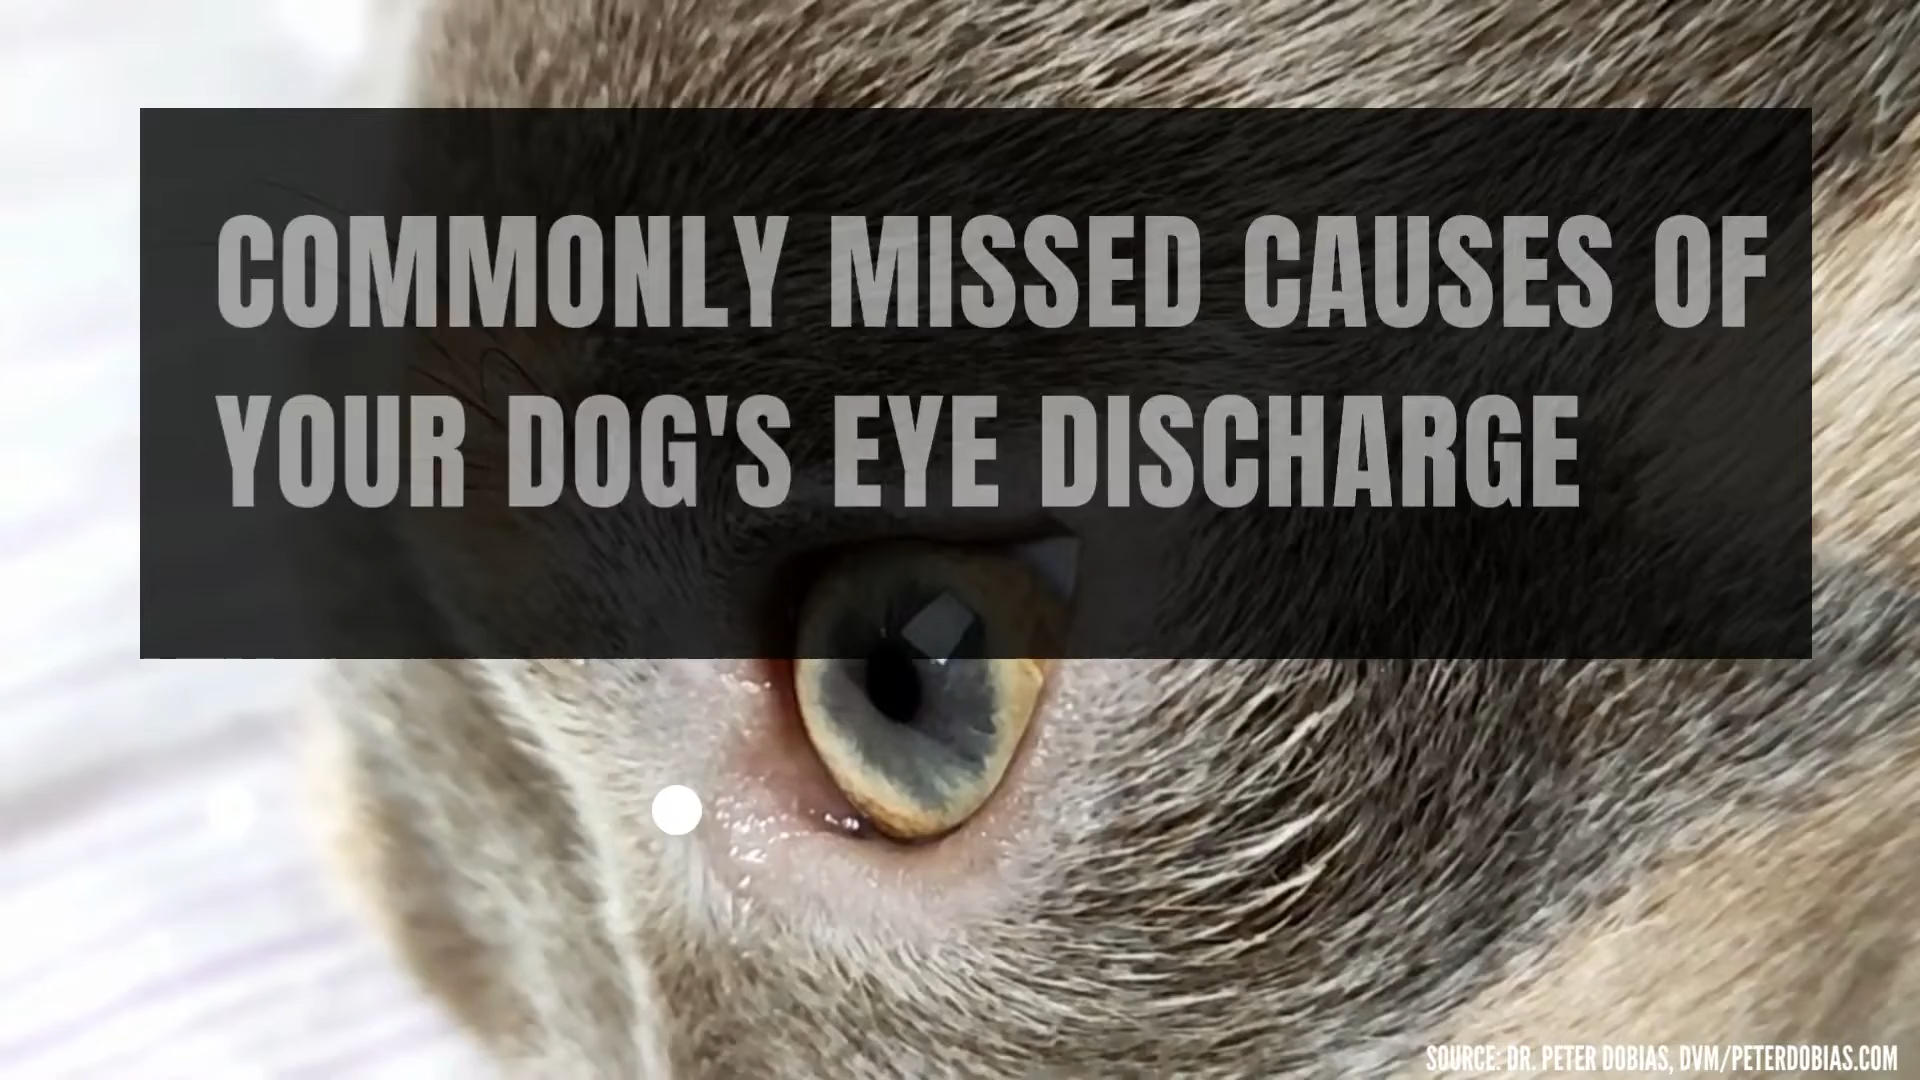 COMMONLY MISSED CAUSES OF
YOUR DOG'S EYE DISCHARGE
SOURCE: DR. PETER DOBIAS, DVM/PETERDOBIAS.COM